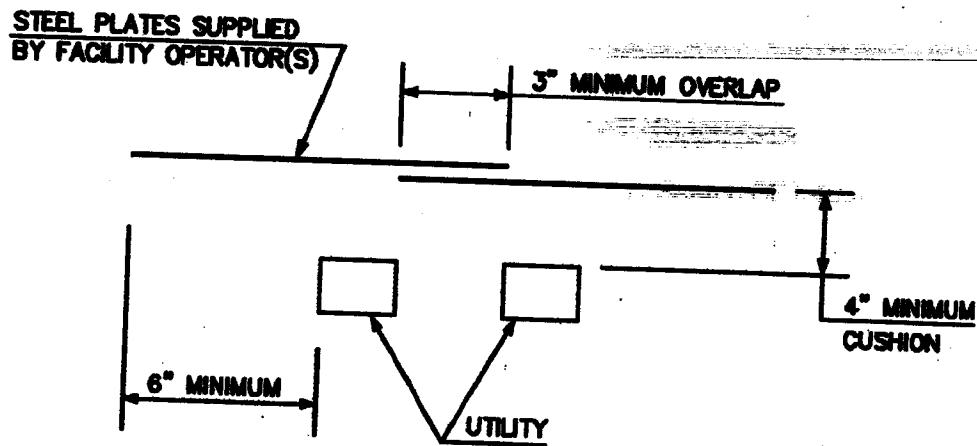 STEEL PLATES SUPPLIED
BY FACILITY OPERATOR(S)
3" MINIMUM OVERLAP
4" MINIMUM
CUSHION
6" MINIMUM
UTILITY